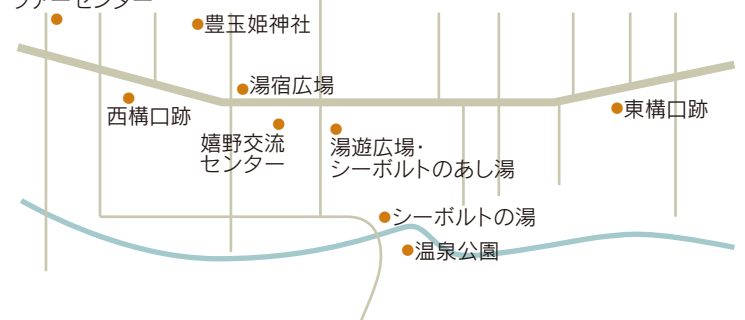 豊玉姫神社
湯宿広場
西構口跡
東構口跡
嬉野交流
センター
湯遊広場・
シーボルトのあし湯
シーボルトの湯
温泉公園